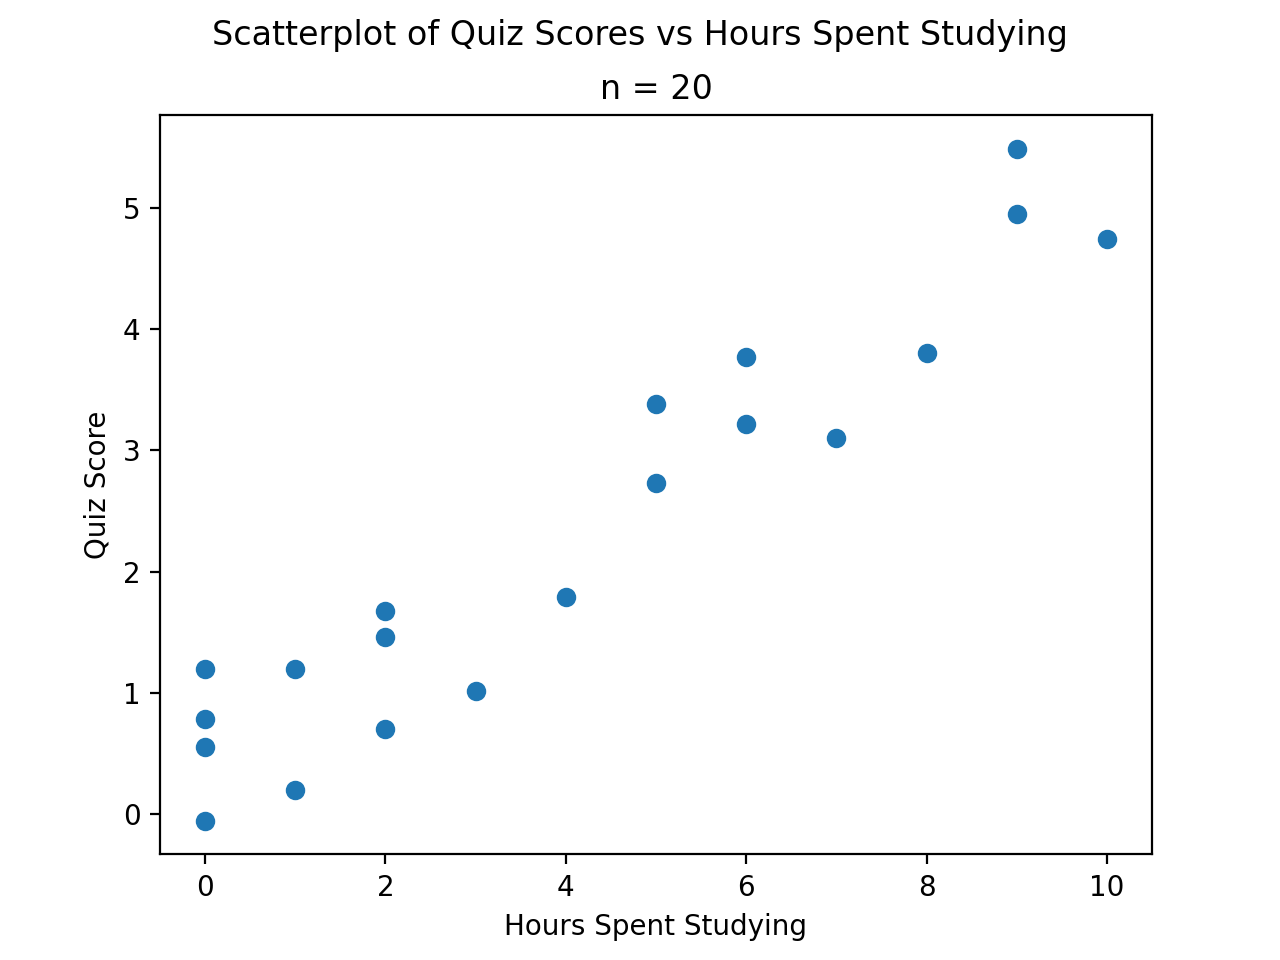 Scatterplot of Quiz Scores vs Hours Spent Studying
n = 20
5
4
3
2
1
0
Quiz Score
0 2 4 6 8 10
Hours Spent Studying